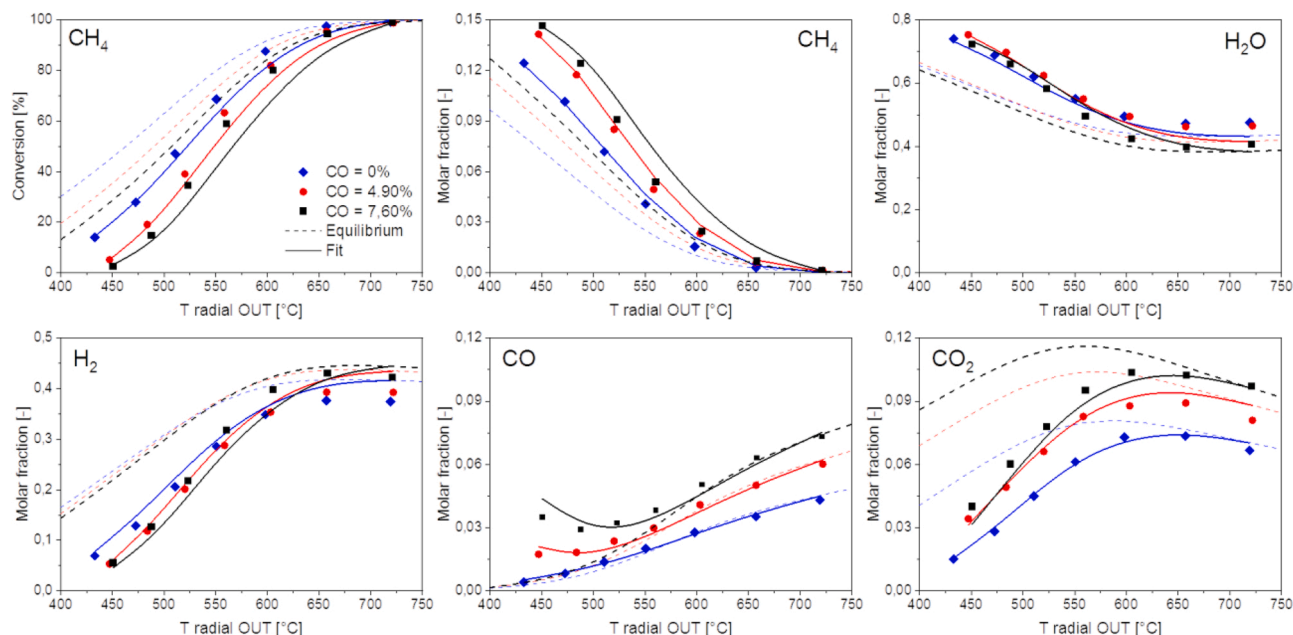 CH₄
Conversion [%]
100
80
60
40
20
0
CO = 0%
CO = 4.90%
CO = 7,60%
Equilibrium
Fit
400 450 500 550 600 650 700 750
T radial OUT [°C]
CH₄
Molar fraction [-]
0,15
0,12
0,09
0,06
0,03
0,00
400 450 500 550 600 650 700 750
T radial OUT [°C]
H₂O
Molar fraction [-]
0,8
0,6
0,4
0,2
0,0
400 450 500 550 600 650 700 750
T radial OUT [°C]
H₂
Molar fraction [-]
0,5
0,4
0,3
0,2
0,1
0,0
400 450 500 550 600 650 700 750
T radial OUT [°C]
CO
Molar fraction [-]
0,12
0,09
0,06
0,03
0,00
400 450 500 550 600 650 700 750
T radial OUT [°C]
CO₂
Molar fraction [-]
0,12
0,09
0,06
0,03
0,00
400 450 500 550 600 650 700 750
T radial OUT [°C]